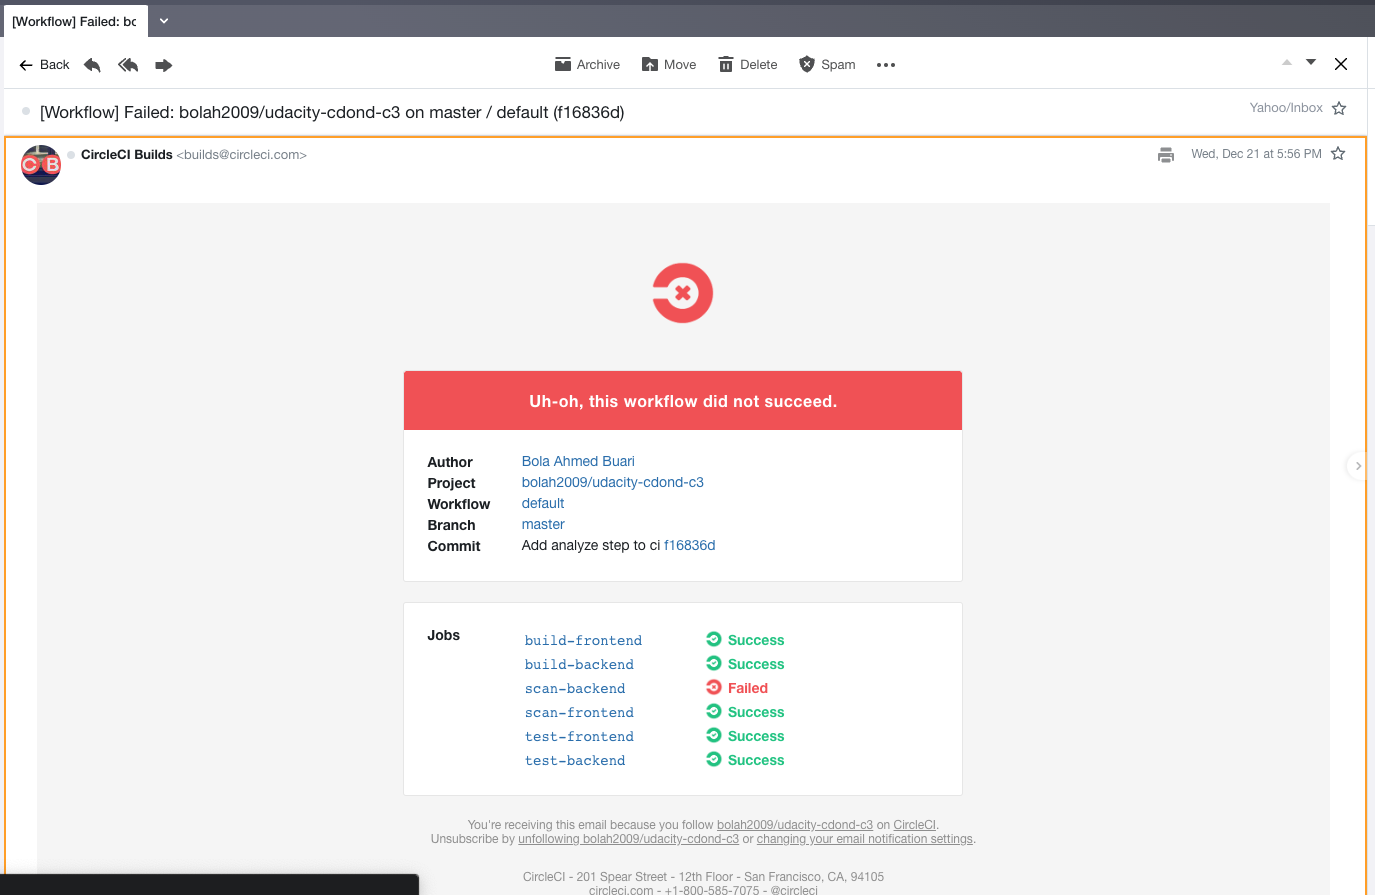 [Workflow] Failed: bc
Back
Archive
Move
Delete
Spam
[Workflow] Failed: bolah2009/udacity-cdond-c3 on master / default (f16836d)
Yahoo/Inbox
CB
CircleCI Builds <builds@circleci.com>
Wed, Dec 21 at 5:56 PM
Uh-oh, this workflow did not succeed.
Author Bola Ahmed Buari
Project bolah2009/udacity-cdond-c3
Workflow default
Branch master
Commit Add analyze step to ci f16836d
Jobs
build-frontend Success
build-backend Success
scan-backend Failed
scan-frontend Success
test-frontend Success
test-backend Success
You're receiving this email because you follow bolah2009/udacity-cdond-c3 on CircleCI.
Unsubscribe by unfollowing bolah2009/udacity-cdond-c3 or changing your email notification settings.
CircleCI - 201 Spear Street - 12th Floor - San Francisco, CA, 94105
circleci.com - +1-800-585-7075 - @circleci